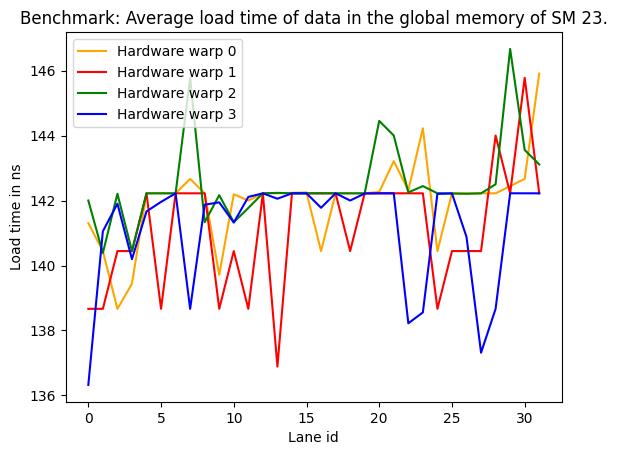 Benchmark: Average load time of data in the global memory of SM 23.
Hardware warp 0
Hardware warp 1
Hardware warp 2
Hardware warp 3
146
144
142
140
138
136
Load time in ns
0 5 10 15 20 25 30
Lane id